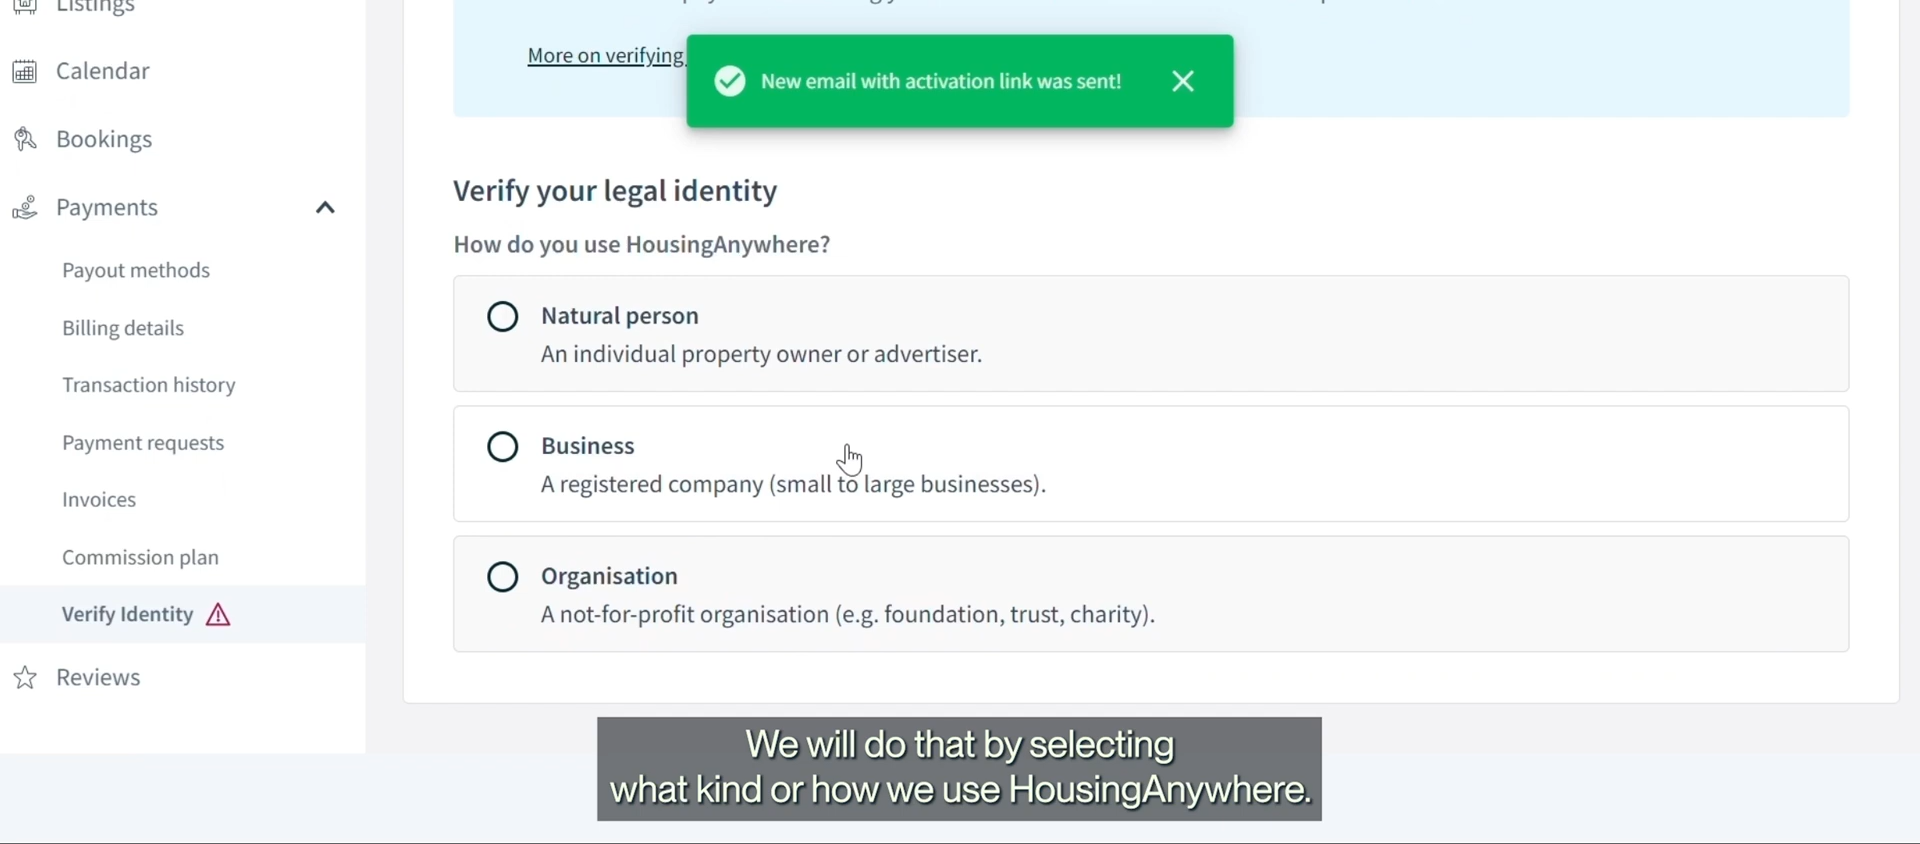 Listings
Calendar
Bookings
Payments
Payout methods
Billing details
Transaction history
Payment requests
Invoices
Commission plan
Verify Identity
Reviews
More on verifying
New email with activation link was sent!
Verify your legal identity
How do you use HousingAnywhere?
Natural person
An individual property owner or advertiser.
Business
A registered company (small to large businesses).
Organisation
A not-for-profit organisation (e.g. foundation, trust, charity).
We will do that by selecting
what kind or how we use HousingAnywhere.